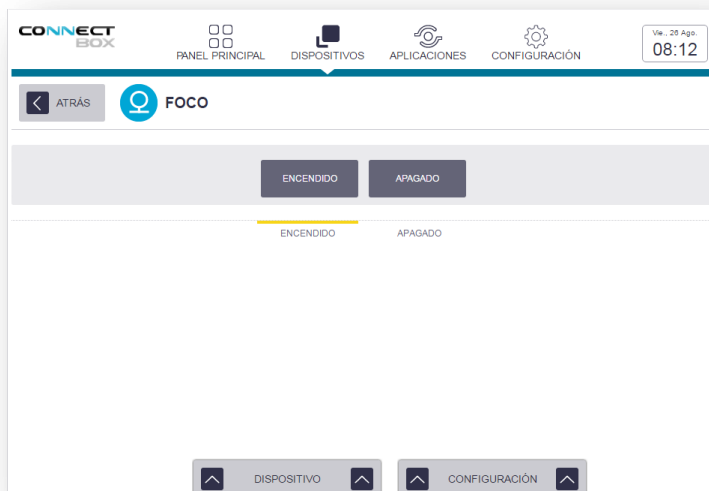 CONNECT
BOX
PANEL PRINCIPAL
DISPOSITIVOS
APLICACIONES
CONFIGURACIÓN
Vie., 26 Ago.
08:12
ATRÁS
FOCO
ENCENDIDO APAGADO
ENCENDIDO APAGADO
DISPOSITIVO CONFIGURACIÓN